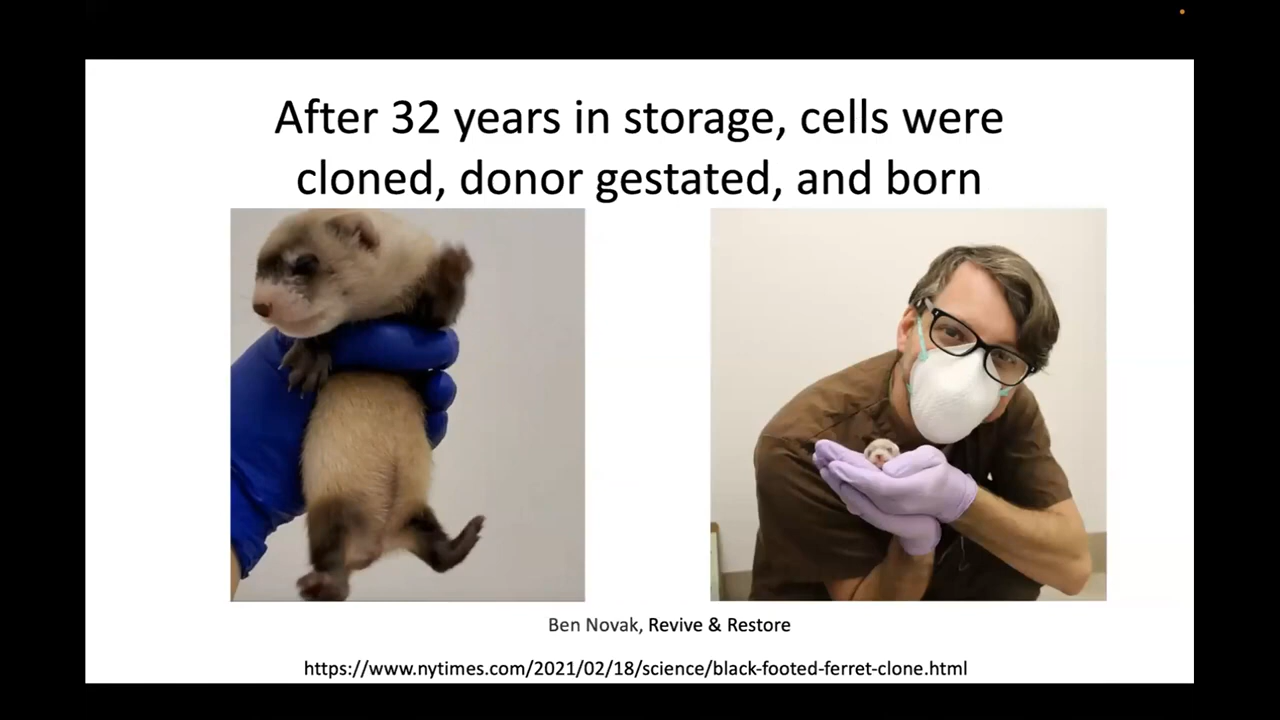 After 32 years in storage, cells were
cloned, donor gestated, and born
Ben Novak, Revive & Restore
https://www.nytimes.com/2021/02/18/science/black-footed-ferret-clone.html